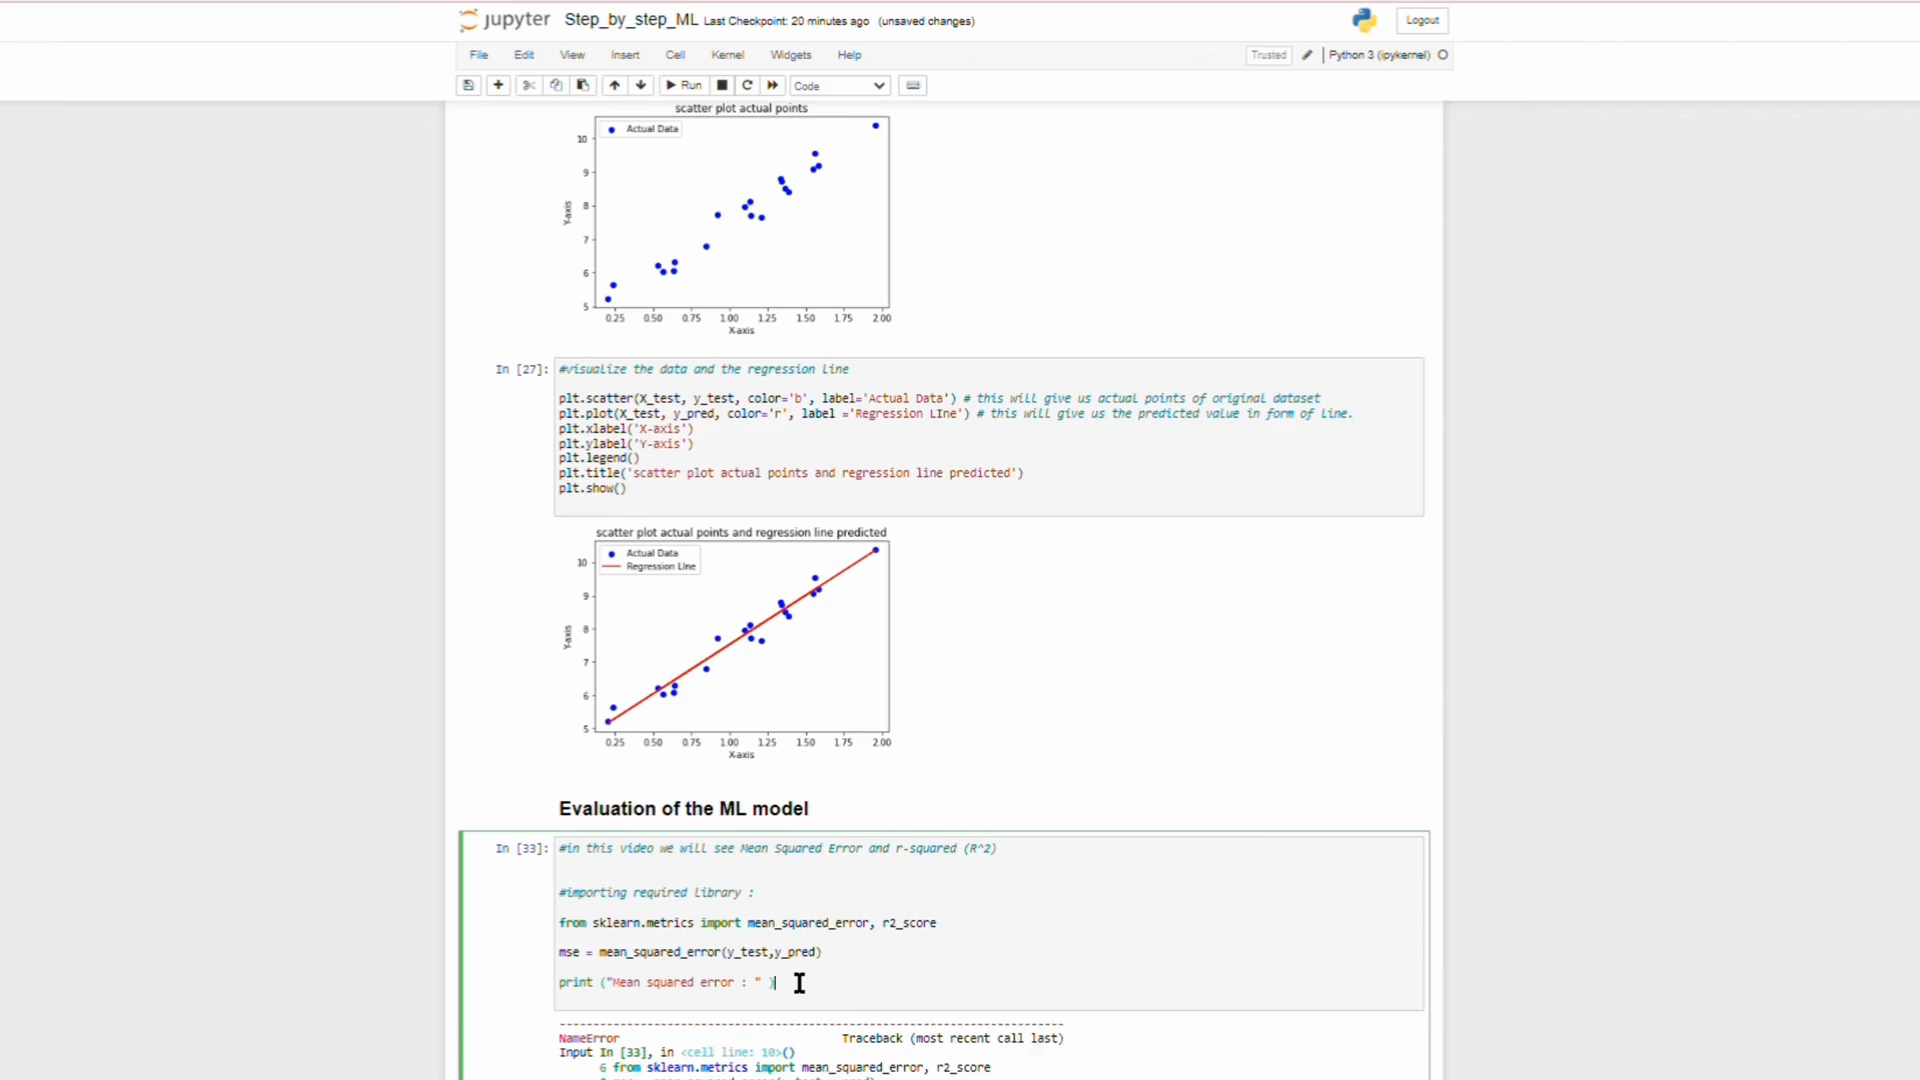 jupyter Step_by_step_ML Last Checkpoint: 20 minutes ago (unsaved changes) Logout
File Edit View Insert Cell Kernel Widgets Help Trusted Python 3 (ipykernel)
Run Code
scatter plot actual points
Actual Data
10
9
8
7
6
5
Y-axis
0.25 0.50 0.75 1.00 1.25 1.50 1.75 2.00
X-axis
In [27]: #visualize the data and the regression line
plt.scatter(X_test, y_test, color='b', label='Actual Data') # this will give us actual points of original dataset
plt.plot(X_test, y_pred, color='r', label ='Regression LIne') # this will give us the predicted value in form of line.
plt.xlabel('X-axis')
plt.ylabel('Y-axis')
plt.legend()
plt.title('scatter plot actual points and regression line predicted')
plt.show()
scatter plot actual points and regression line predicted
Actual Data
Regression LIne
10
9
8
7
6
5
Y-axis
0.25 0.50 0.75 1.00 1.25 1.50 1.75 2.00
X-axis
Evaluation of the ML model
In [33]: #in this video we will see Mean Squared Error and r-squared (R^2)
#importing required library :
from sklearn.metrics import mean_squared_error, r2_score
mse = mean_squared_error(y_test,y_pred)
print ("Mean squared error : " )
NameError Traceback (most recent call last)
Input In [33], in <cell line: 10>()
6 from sklearn.metrics import mean_squared_error, r2_score